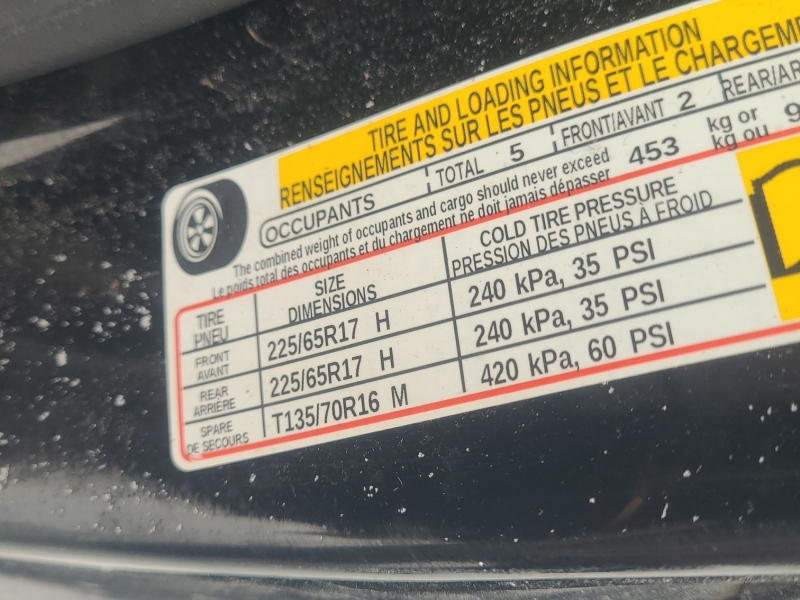 TIRE AND LOADING INFORMATION
RENSEIGNEMENTS SUR LES PNEUS ET LE
OCCUPANTS TOTAL 5 FRONT/AVANT 2
The combined weight of occupants and cargo should never exceed 453 kg or
Le poids total des occupants et du chargement ne doit jamais dépasser kg ou
TIRE SIZE COLD TIRE PRESSURE
PNEU DIMENSIONS PRESSION DES PNEUS À FROID
FRONT
AVANT 225/65R17 H 240 kPa, 35 PSI
REAR
ARRIÈRE 225/65R17 H 240 kPa, 35 PSI
SPARE
DE SECOURS T135/70R16 M 420 kPa, 60 PSI